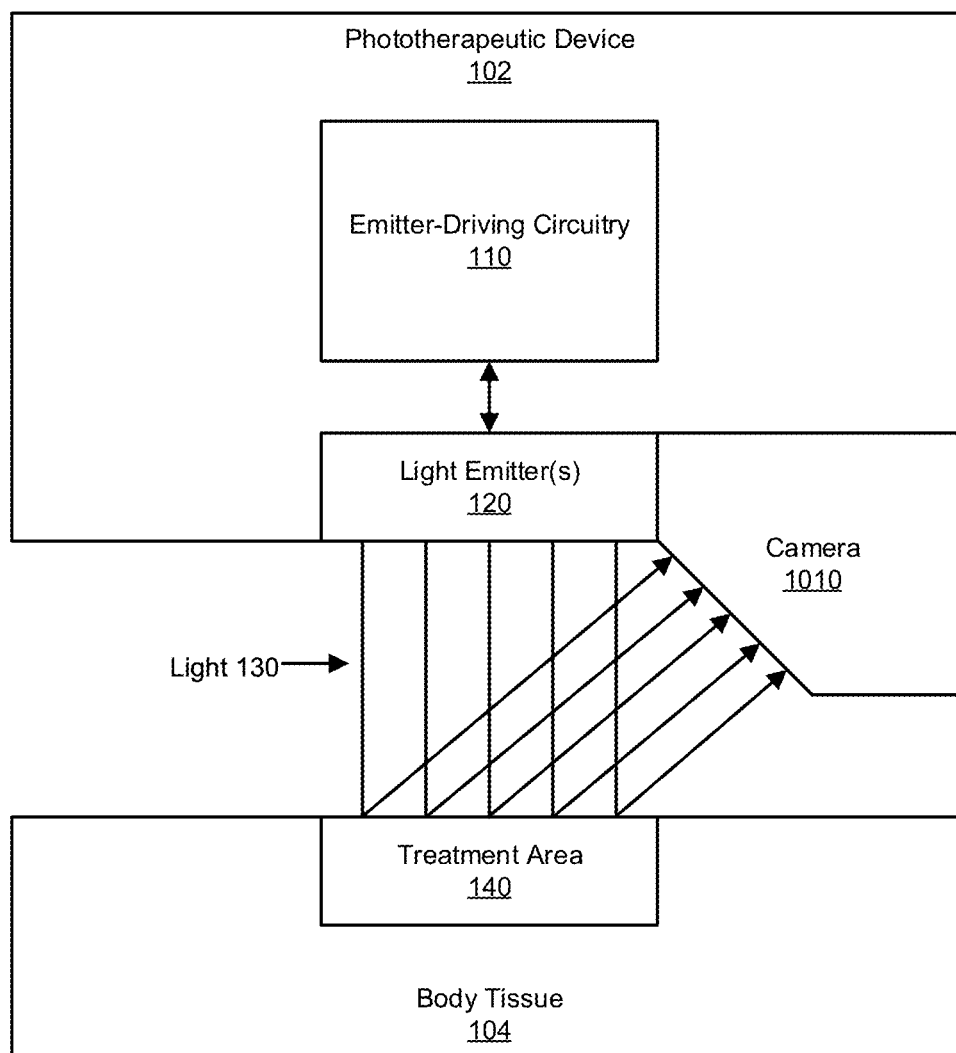 Phototherapeutic Device
102
Emitter-Driving Circuitry
110
Light Emitter(s)
120
Camera
1010
Light 130
Treatment Area
140
Body Tissue
104